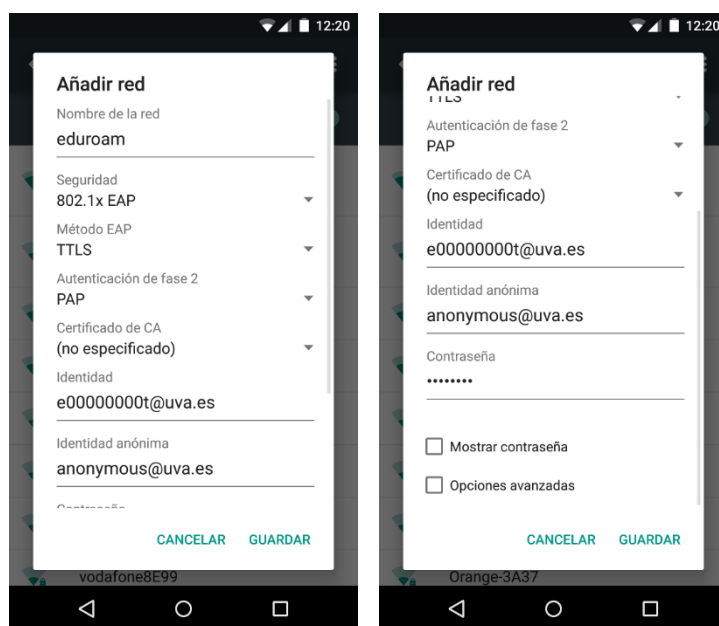 12:20
Añadir red
Nombre de la red
eduroam
Seguridad
802.1x EAP
Método EAP
TTLS
Autenticación de fase 2
PAP
Certificado de CA
(no especificado)
Identidad
e00000000t@uva.es
Identidad anónima
anonymous@uva.es
Contraseña
CANCELAR GUARDAR
vodafone8E99
12:20
Añadir red
TTLS
Autenticación de fase 2
PAP
Certificado de CA
(no especificado)
Identidad
e00000000t@uva.es
Identidad anónima
anonymous@uva.es
Contraseña
••••••••
Mostrar contraseña
Opciones avanzadas
CANCELAR GUARDAR
Orange-3A37